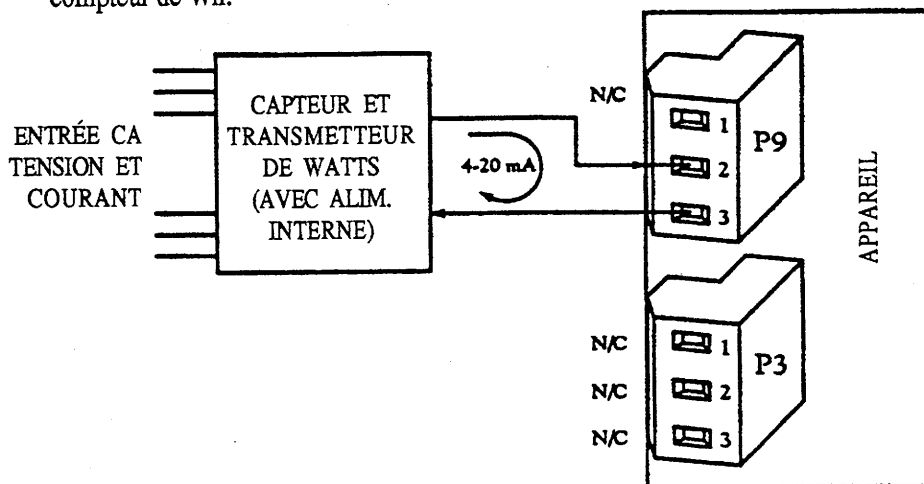 compteur de Wh.
ENTRÉE CA
TENSION ET
COURANT
CAPTEUR ET
TRANSMETTEUR
DE WATTS
(AVEC ALIM.
INTERNE)
4-20 mA
N/C
1
2
3
P9
N/C
1
N/C
2
N/C
3
P3
APPAREIL